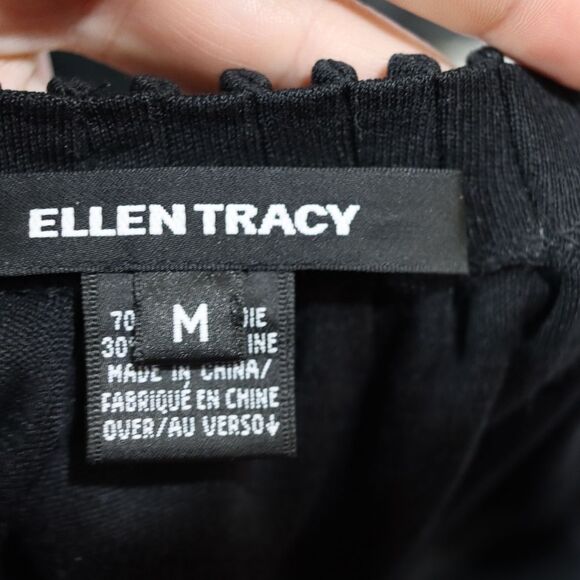 ELLEN TRACY
M
70
30%
MADE IN CHINA/
FABRIQUÉ EN CHINE
OVER/AU VERSO↓